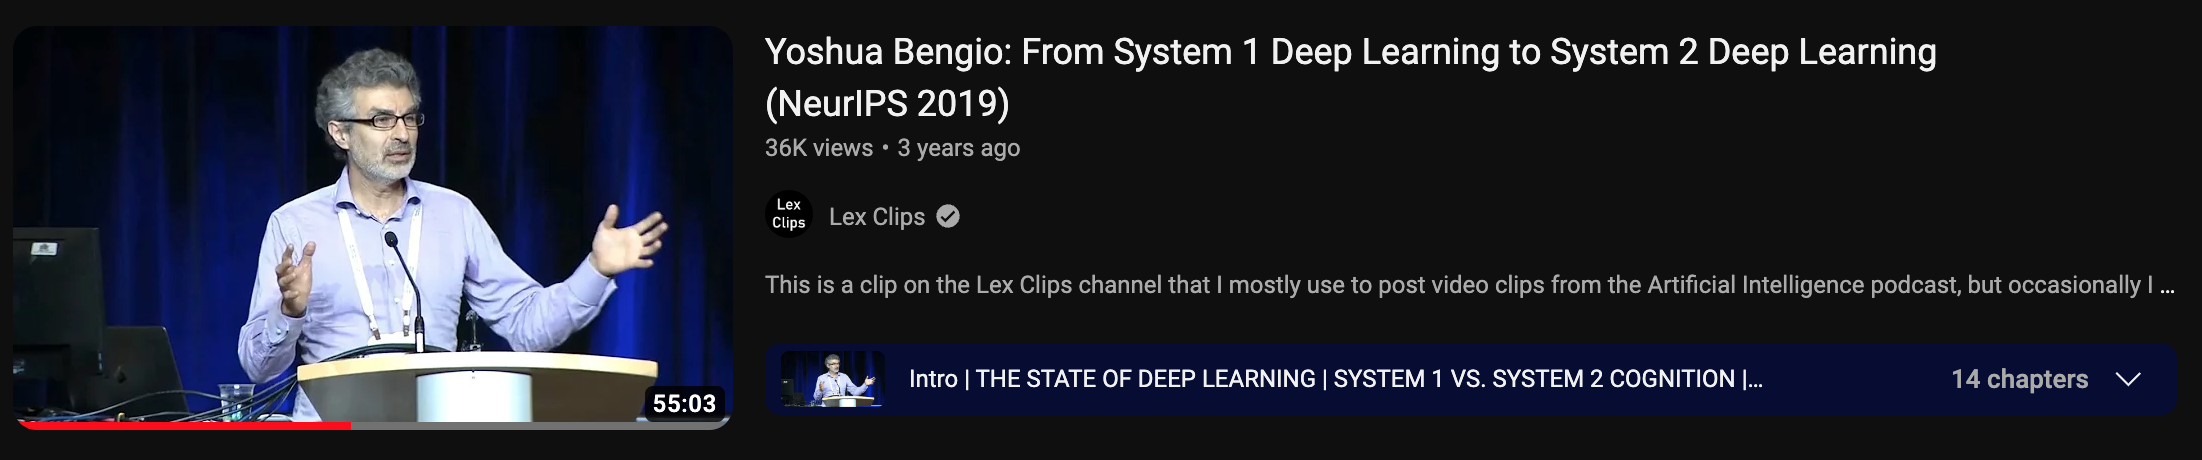 Yoshua Bengio: From System 1 Deep Learning to System 2 Deep Learning
(NeurIPS 2019)
36K views • 3 years ago
Lex
Clips
Lex Clips
This is a clip on the Lex Clips channel that I mostly use to post video clips from the Artificial Intelligence podcast, but occasionally I ...
55:03
Intro | THE STATE OF DEEP LEARNING | SYSTEM 1 VS. SYSTEM 2 COGNITION |...
14 chapters